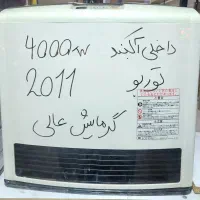 داخلی آکبند 4000w
توربو 2011
گرمایش عالی